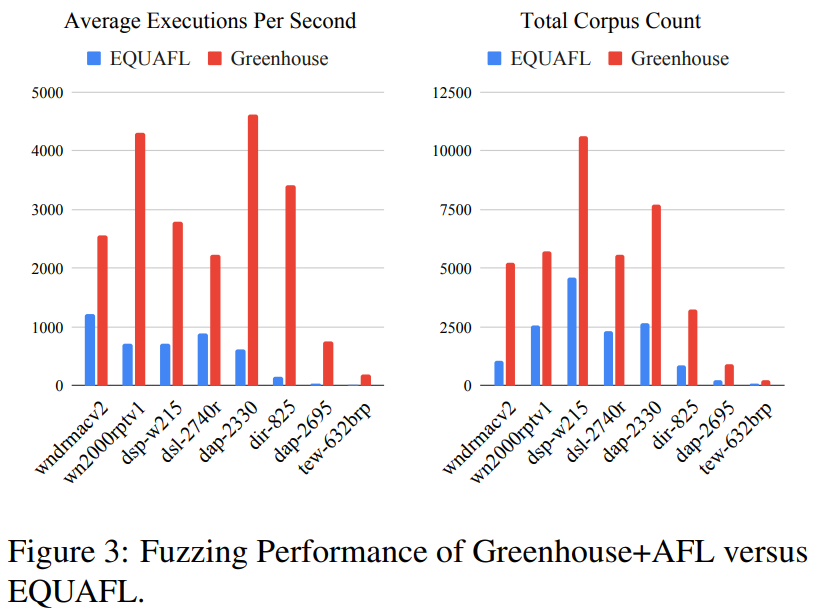 Average Executions Per Second
EQUAFL Greenhouse
5000
4000
3000
2000
1000
0
wndrmacv2
wn2000rptv1
dsp-w215
dsl-2740r
dap-2330
dir-825
dap-2695
tew-632brp
Total Corpus Count
EQUAFL Greenhouse
12500
10000
7500
5000
2500
0
wndrmacv2
wn2000rptv1
dsp-w215
dsl-2740r
dap-2330
dir-825
dap-2695
tew-632brp
Figure 3: Fuzzing Performance of Greenhouse+AFL versus
EQUAFL.